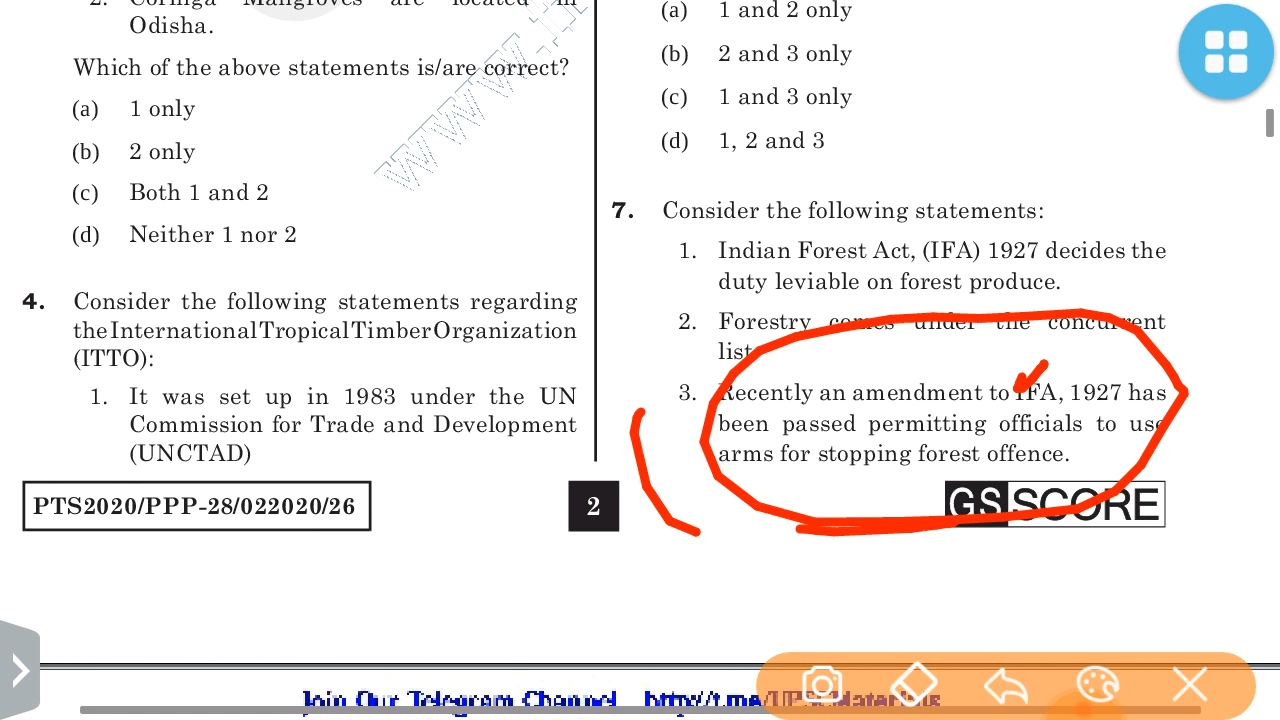 2. Coringa Mangroves are located in
Odisha.
Which of the above statements is/are correct?
(a) 1 only
(b) 2 only
(c) Both 1 and 2
(d) Neither 1 nor 2
4. Consider the following statements regarding
the International Tropical Timber Organization
(ITTO):
1. It was set up in 1983 under the UN
Commission for Trade and Development
(UNCTAD)
(a) 1 and 2 only
(b) 2 and 3 only
(c) 1 and 3 only
(d) 1, 2 and 3
7. Consider the following statements:
1. Indian Forest Act, (IFA) 1927 decides the
duty leviable on forest produce.
2. Forestry comes under the concurrent
list
3. Recently an amendment to IFA, 1927 has
been passed permitting officials to use
arms for stopping forest offence.
PTS2020/PPP-28/022020/26
2
GS SCORE
www.
Join Our Telegram Channel